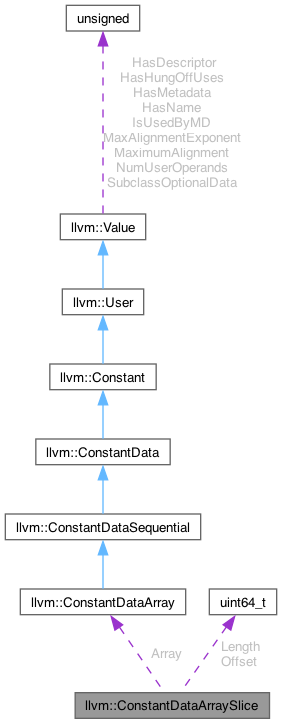 unsigned
HasDescriptor
HasHungOffUses
HasMetadata
HasName
IsUsedByMD
MaxAlignmentExponent
MaximumAlignment
NumUserOperands
SubclassOptionalData
llvm::Value
llvm::User
llvm::Constant
llvm::ConstantData
llvm::ConstantDataSequential
llvm::ConstantDataArray
uint64_t
Array
Length
Offset
llvm::ConstantDataArraySlice